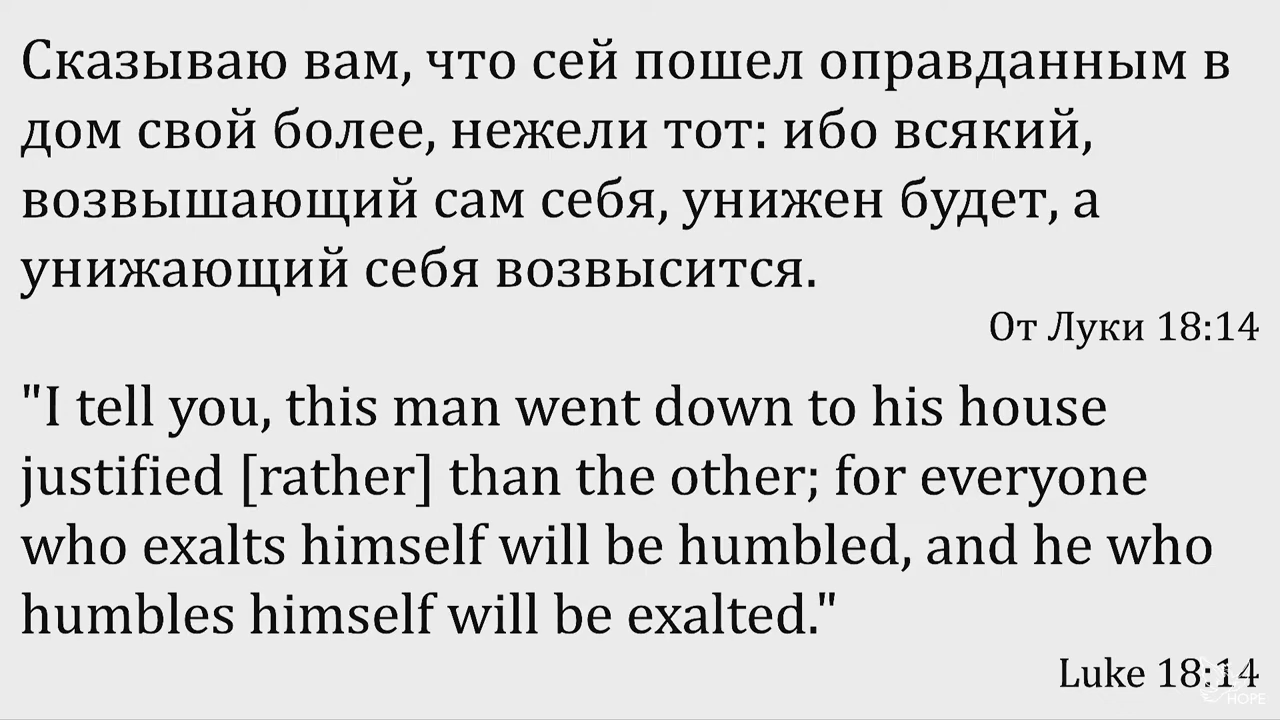 Сказываю вам, что сей пошел оправданным в
дом свой более, нежели тот: ибо всякий,
возвышающий сам себя, унижен будет, а
унижающий себя возвысится.
От Луки 18:14
"I tell you, this man went down to his house
justified [rather] than the other; for everyone
who exalts himself will be humbled, and he who
humbles himself will be exalted."
Luke 18:14
HOPE